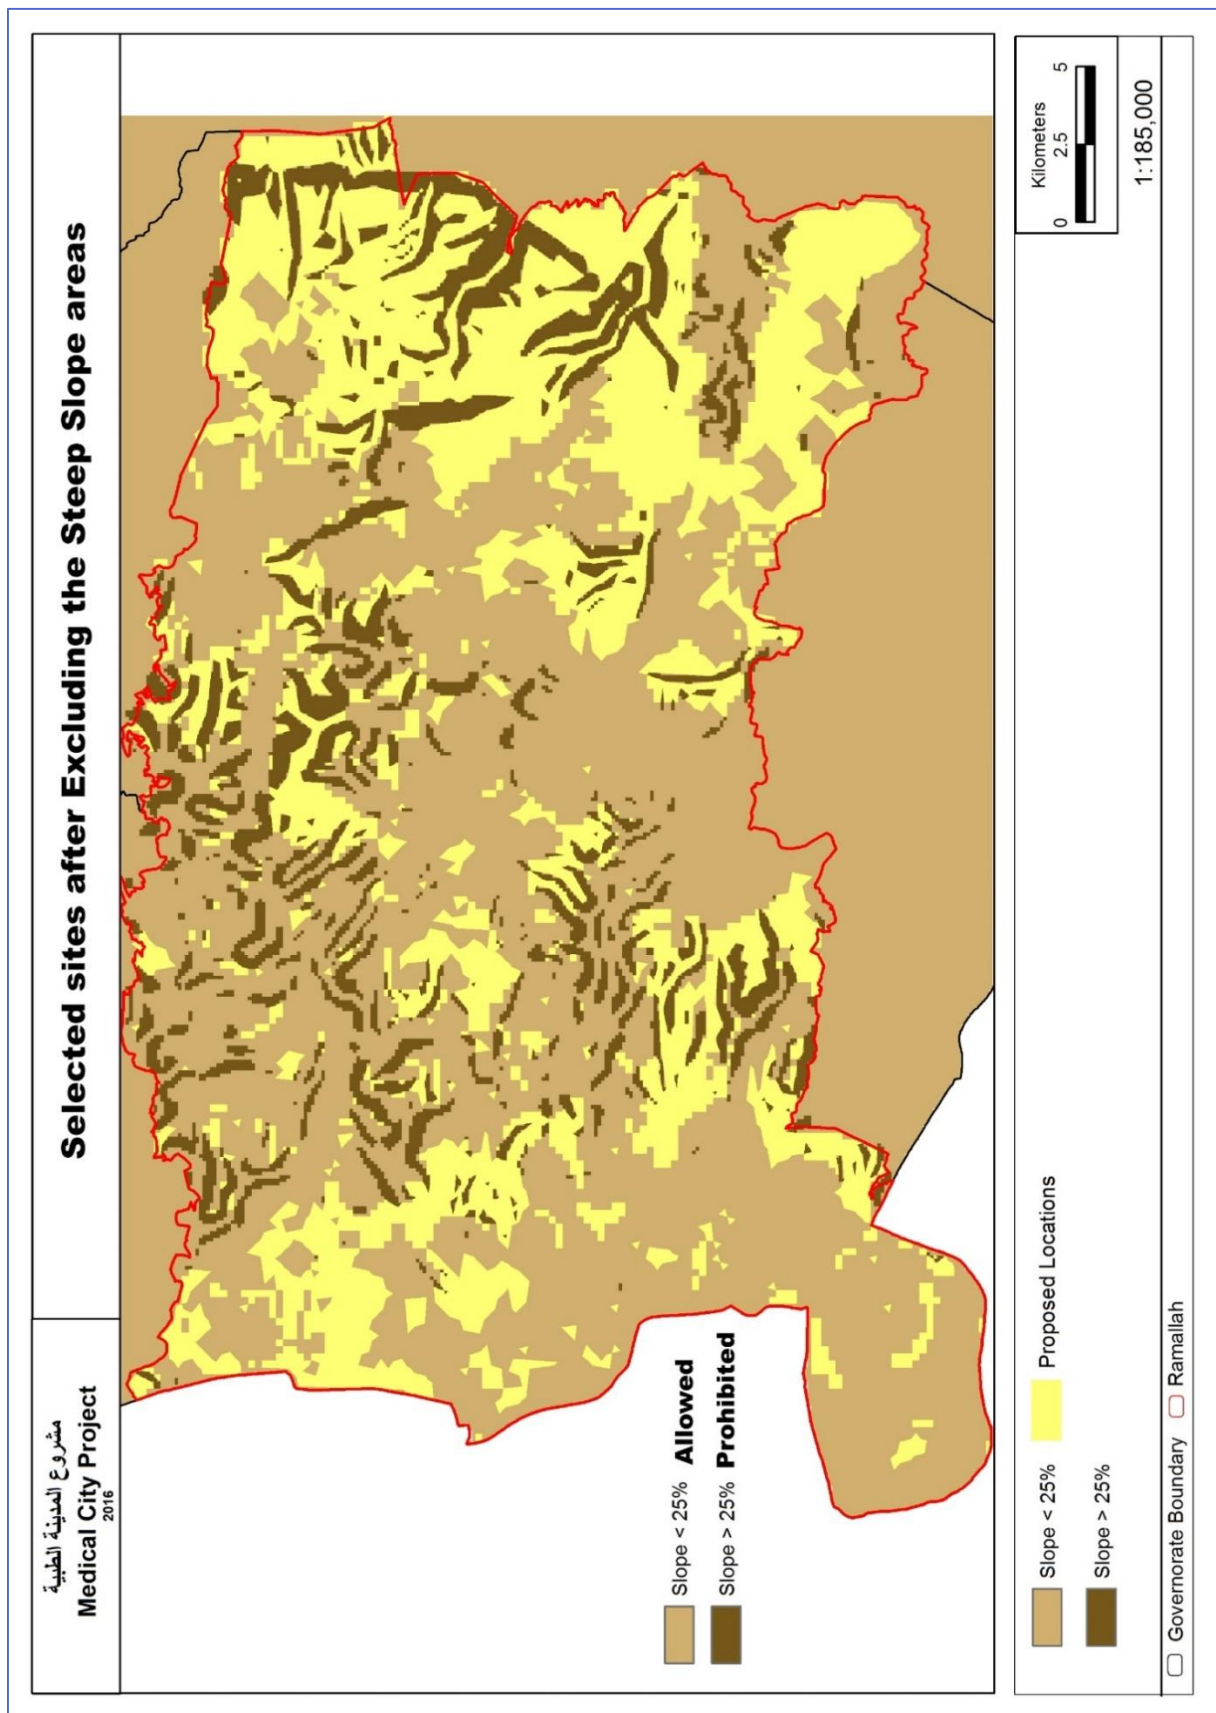 مشروع المدينة الطبية
Medical City Project
2016
Selected sites after Excluding the Steep Slope areas
Slope < 25% Allowed
Slope > 25% Prohibited
Slope < 25%
Proposed Locations
Slope > 25%
Governorate Boundary
Ramallah
Kilometers
0 2.5 5
1:185,000